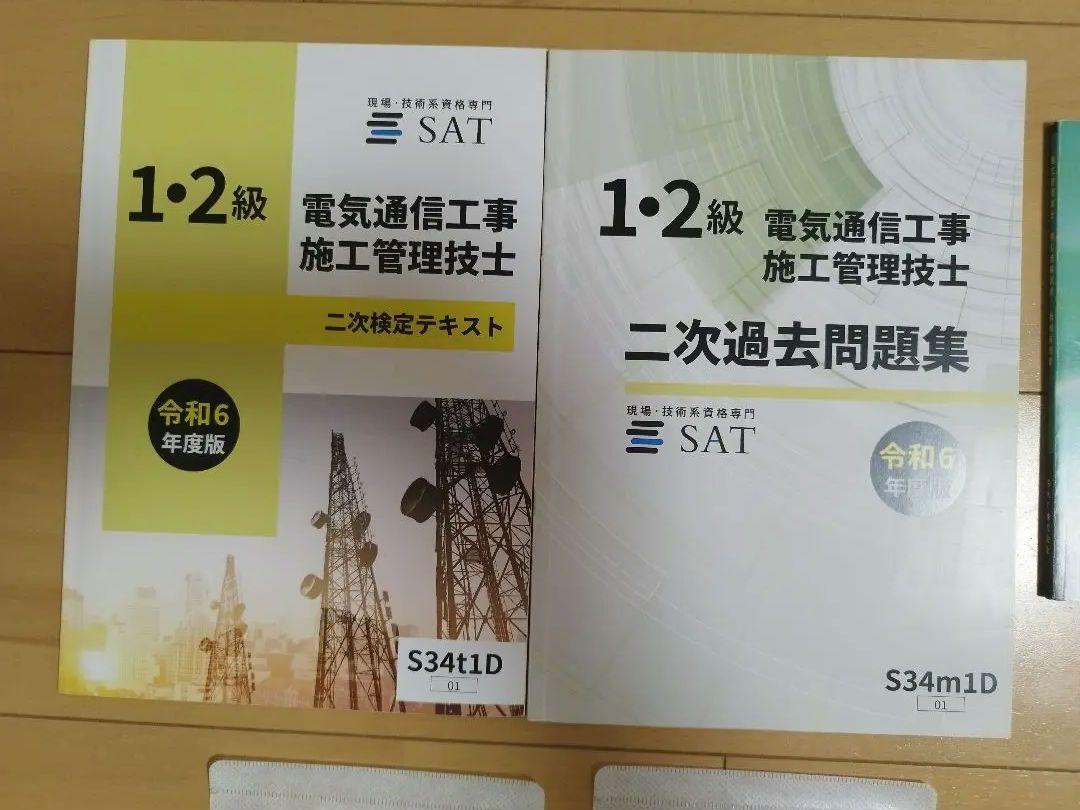 現場・技術系資格専門
SAT
1・2級
電気通信工事
施工管理技士
二次検定テキスト
令和6
年度版
S34t1D
01
1・2級
電気通信工事
施工管理技士
二次過去問題集
現場・技術系資格専門
SAT
令和6
年度版
S34m1D
01